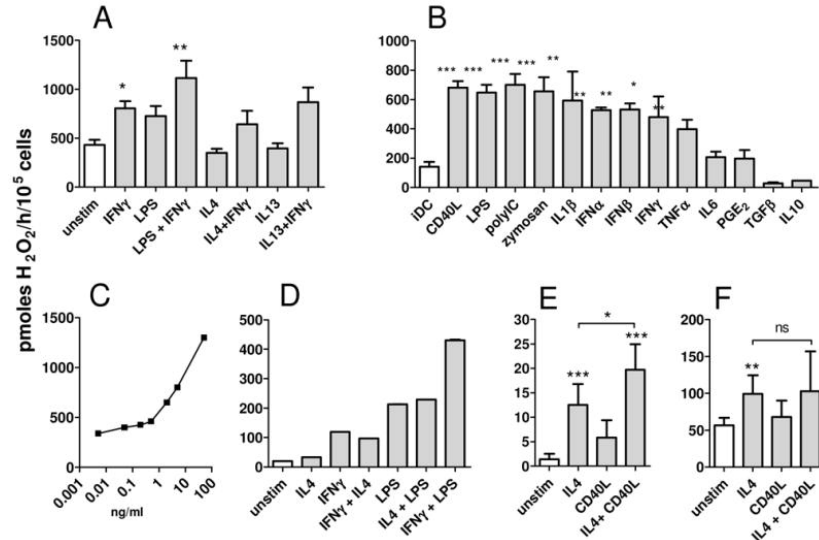 pmoles H2O2/h/10^5 cells
A
1500
1000
500
0
*
**
unstim
IFNγ
LPS
LPS + IFNγ
IL4
IL4+IFNγ
IL13
IL13+IFNγ
B
1000
800
600
400
200
0
*** *** *** *** ** ** ** * **
iDC
CD40L
LPS
polyIC
zymosan
IL1β
IFNα
IFNβ
IFNγ
TNFα
IL6
PGE2
TGFβ
IL10
C
1500
1000
500
0
0.001 0.01 0.1 1 10 100
ng/ml
D
500
400
300
200
100
0
unstim
IL4
IFNγ
IFNγ + IL4
LPS
IL4 + LPS
IFNγ + LPS
E
30
25
20
15
10
5
0
*
***
***
unstim
IL4
CD40L
IL4+ CD40L
F
200
150
100
50
0
ns
**
unstim
IL4
CD40L
IL4 + CD40L